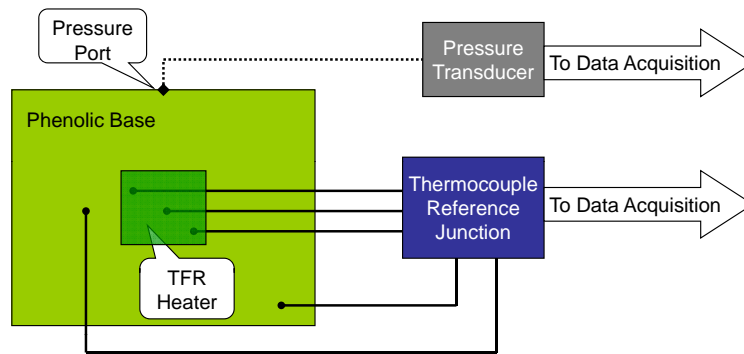 Pressure
Port
Pressure
Transducer
To Data Acquisition
Phenolic Base
Thermocouple
Reference
Junction
To Data Acquisition
TFR
Heater